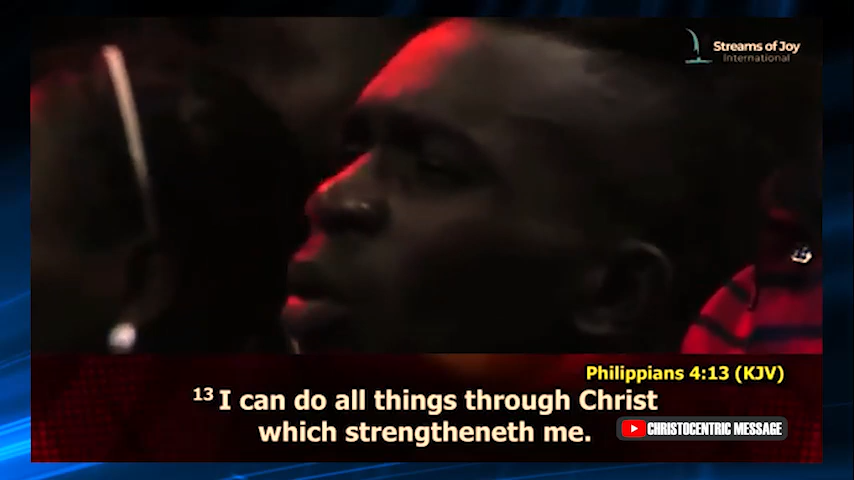 Streams of Joy
International
Philippians 4:13 (KJV)
13 I can do all things through Christ
which strengtheneth me.
CHRISTOCENTRIC MESSAGE